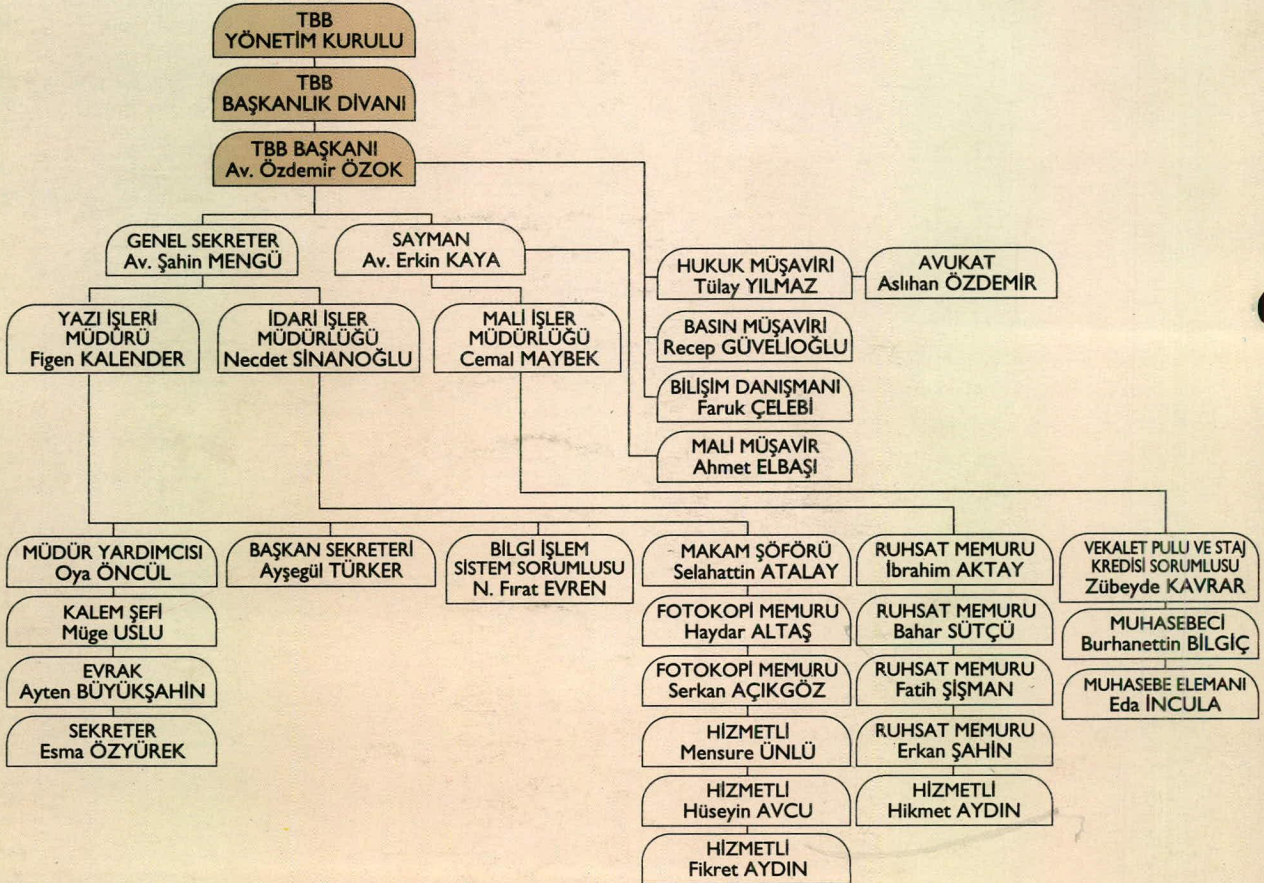 TBB
YÖNETİM KURULU
TBB
BAŞKANLIK DİVANI
TBB BAŞKANI
Av. Özdemir ÖZOK
GENEL SEKRETER
Av. Şahin MENGÜ
SAYMAN
Av. Erkin KAYA
HUKUK MÜŞAVİRİ
Tülay YILMAZ
AVUKAT
Aslıhan ÖZDEMİR
YAZI İŞLERİ
MÜDÜRÜ
Figen KALENDER
İDARİ İŞLER
MÜDÜRLÜĞÜ
Necdet SİNANOĞLU
MALİ İŞLER
MÜDÜRLÜĞÜ
Cemal MAYBEK
BASIN MÜŞAVİRİ
Recep GÜVELİOĞLU
BİLİŞİM DANIŞMANI
Faruk ÇELEBİ
MALİ MÜŞAVİR
Ahmet ELBAŞI
MÜDÜR YARDIMCISI
Oya ÖNCÜL
KALEM ŞEFİ
Müge USLU
EVRAK
Ayten BÜYÜKŞAHİN
SEKRETER
Esma ÖZYÜREK
BAŞKAN SEKRETERİ
Ayşegül TÜRKER
BİLGİ İŞLEM
SİSTEM SORUMLUSU
N. Fırat EVREN
MAKAM ŞÖFÖRÜ
Selahattin ATALAY
FOTOKOPİ MEMURU
Haydar ALTAŞ
FOTOKOPİ MEMURU
Serkan AÇIKGÖZ
HİZMETLİ
Mensure ÜNLÜ
HİZMETLİ
Hüseyin AVCU
HİZMETLİ
Fikret AYDIN
RUHSAT MEMURU
İbrahim AKTAY
RUHSAT MEMURU
Bahar SÜTÇÜ
RUHSAT MEMURU
Fatih ŞİŞMAN
RUHSAT MEMURU
Erkan ŞAHİN
HİZMETLİ
Hikmet AYDIN
VEKALET PULU VE STAJ
KREDİSİ SORUMLUSU
Zübeyde KAVRAR
MUHASEBECİ
Burhanettin BİLGİÇ
MUHASEBE ELEMANI
Eda İNCULA